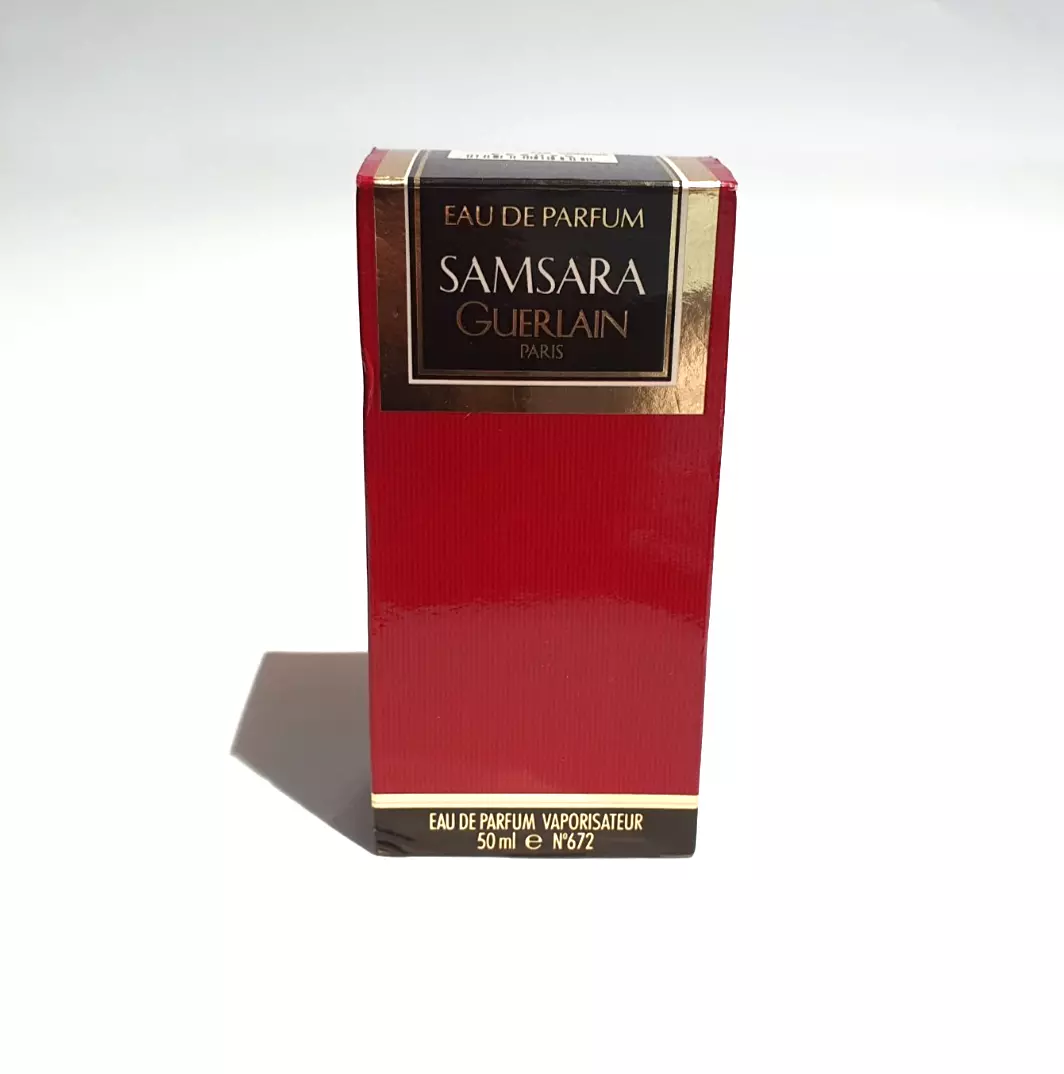 EAU DE PARFUM
SAMSARA
GUERLAIN
PARIS
EAU DE PARFUM VAPORISATEUR
50 ml e N°672